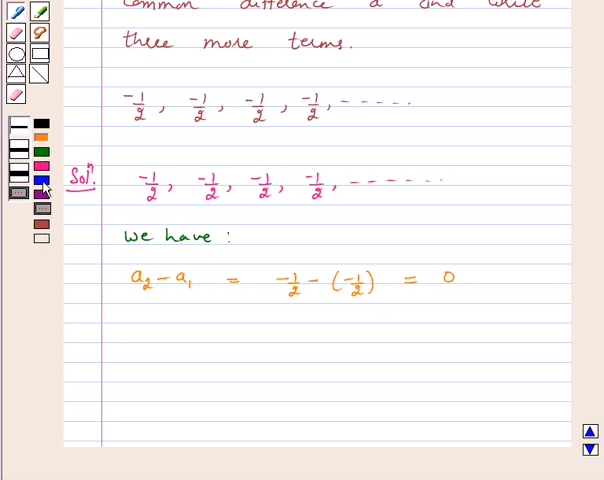 common difference d and write
three more terms.
-1/2, -1/2, -1/2, -1/2, ------
Solⁿ. -1/2, -1/2, -1/2, -1/2, -------
we have :
a₂ - a₁ = -1/2 - (-1/2) = 0